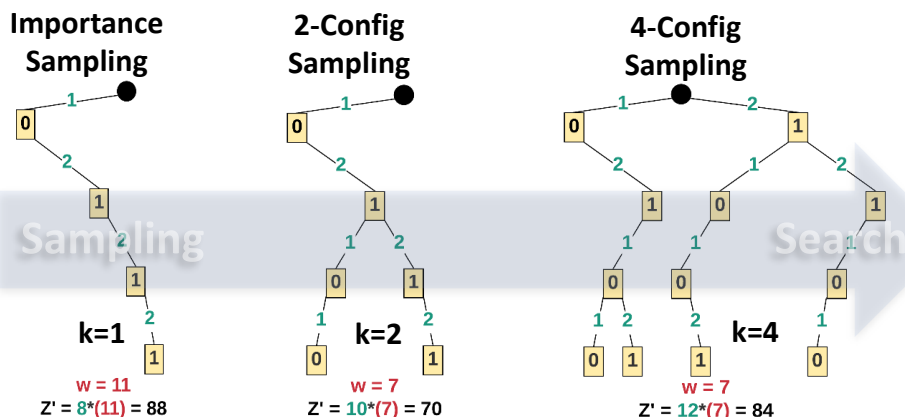 Importance
Sampling
2-Config
Sampling
4-Config
Sampling
1
1
1
2
0
0
0
1
2
2
2
1
2
1
1
1
0
1
2
1
2
1
1
1
1
0
1
0
0
0
2
1
2
1
2
2
1
k=1
k=2
k=4
1
0
1
0
1
1
0
Sampling
Search
w = 11
w = 7
w = 7
Z' = 8*(11) = 88
Z' = 10*(7) = 70
Z' = 12*(7) = 84